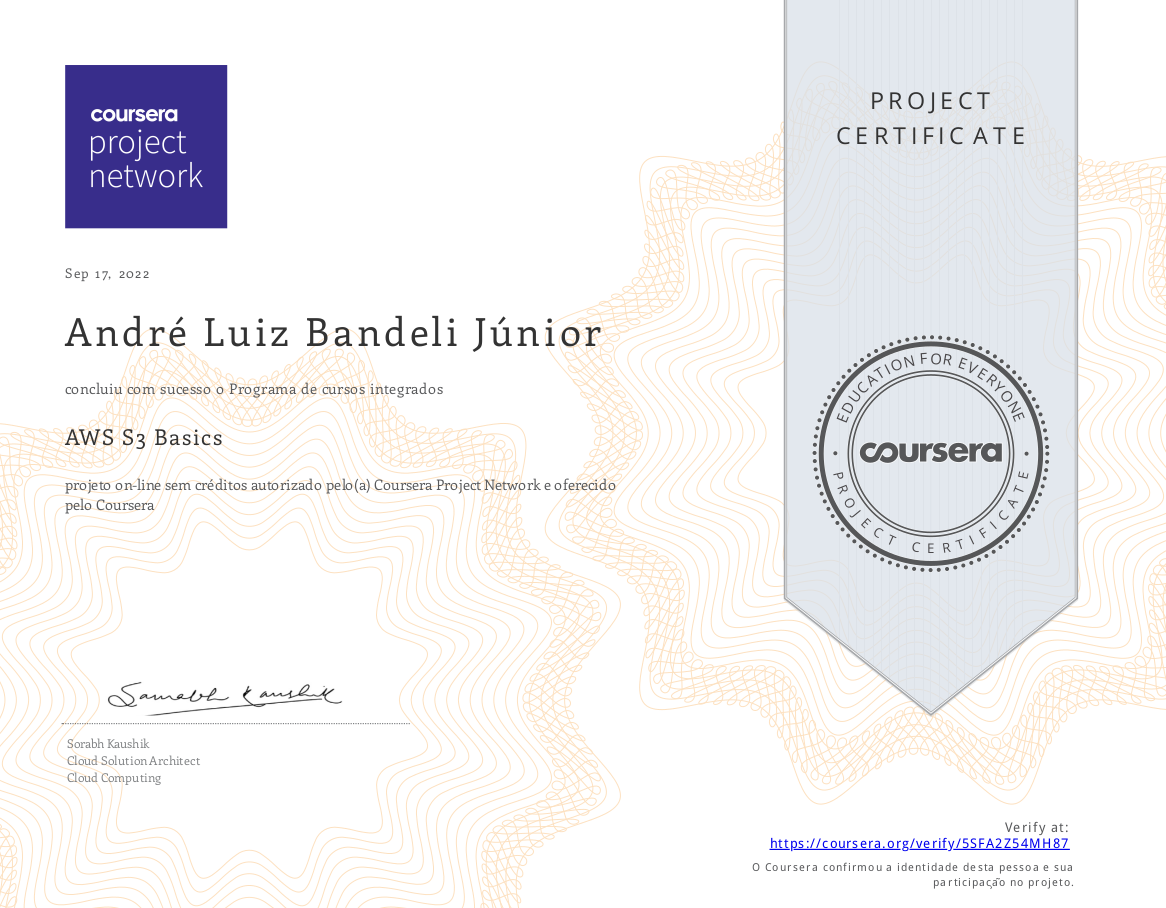 coursera
project
network
PROJECT
CERTIFICATE
Sep 17, 2022
André Luiz Bandeli Júnior
concluiu com sucesso o Programa de cursos integrados
AWS S3 Basics
projeto on-line sem créditos autorizado pelo(a) Coursera Project Network e oferecido
pelo Coursera
EDUCATION FOR EVERYONE
coursera
PROJECT CERTIFICATE
Sorabh Kaushik
Cloud Solution Architect
Cloud Computing
Verify at:
https://coursera.org/verify/5SFA2Z54MH87
O Coursera confirmou a identidade desta pessoa e sua
participação no projeto.